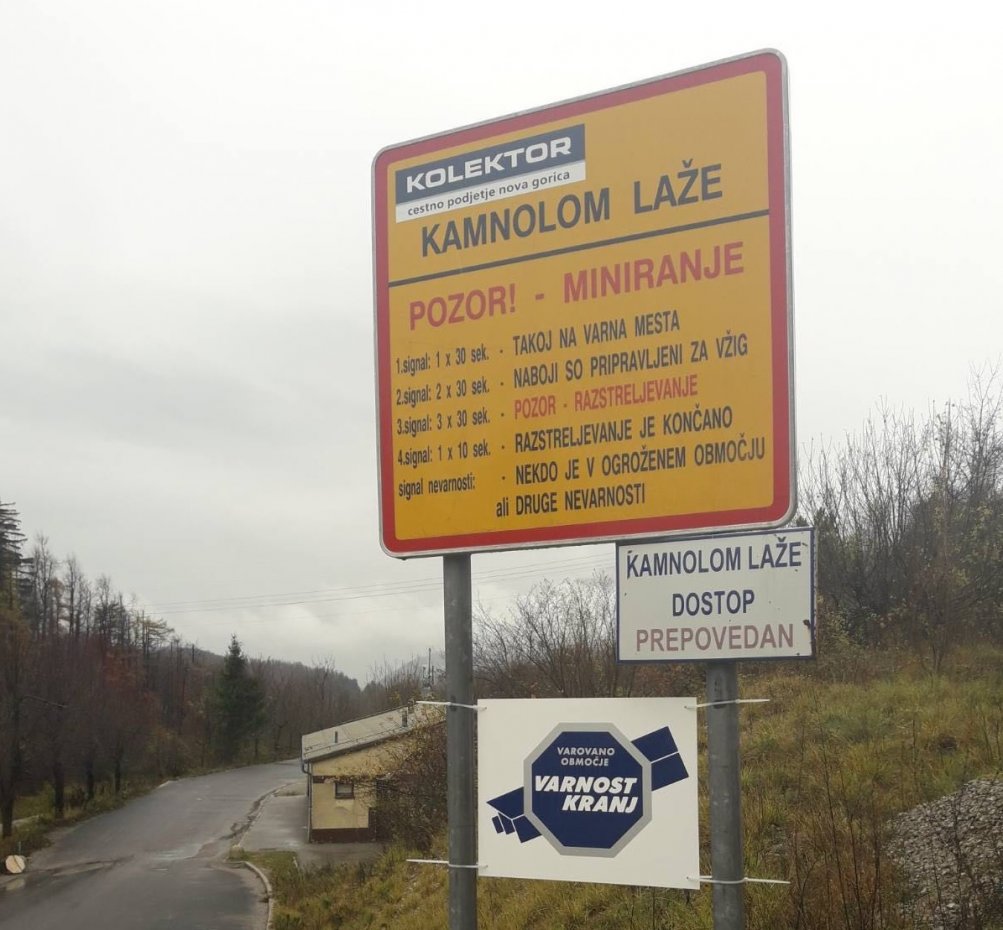 KOLEKTOR
cestno podjetje nova gorica
KAMNOLOM LAŽE
POZOR! - MINIRANJE
1.signal: 1 x 30 sek. - TAKOJ NA VARNA MESTA
2.signal: 2 x 30 sek. - NABOJI SO PRIPRAVLJENI ZA VŽIG
3.signal: 3 x 30 sek. - POZOR - RAZSTRELJEVANJE
4.signal: 1 x 10 sek. - RAZSTRELJEVANJE JE KONČANO
signal nevarnosti: - NEKDO JE V OGROŽENEM OBMOČJU
ali DRUGE NEVARNOSTI
KAMNOLOM LAŽE
DOSTOP
PREPOVEDAN
VAROVANO
OBMOČJE
VARNOST
KRANJ